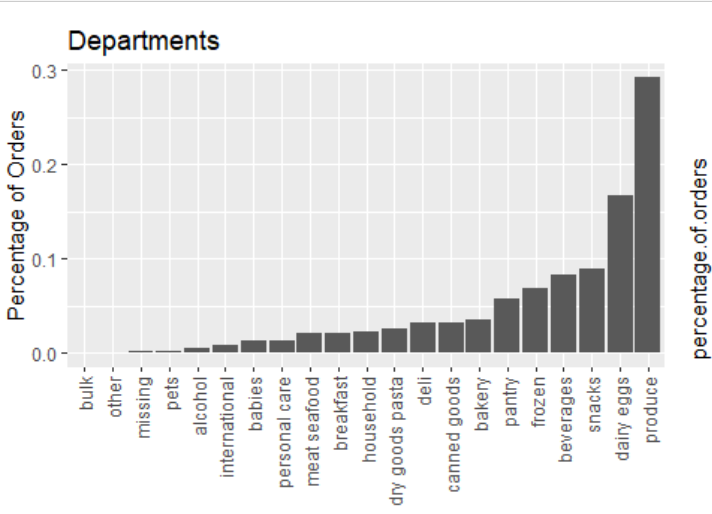 Departments
Percentage of Orders
0.3
0.2
0.1
0.0
bulk
other
missing
pets
alcohol
international
babies
personal care
meat seafood
breakfast
household
dry goods pasta
deli
canned goods
bakery
pantry
frozen
beverages
snacks
dairy eggs
produce
percentage.of.orders